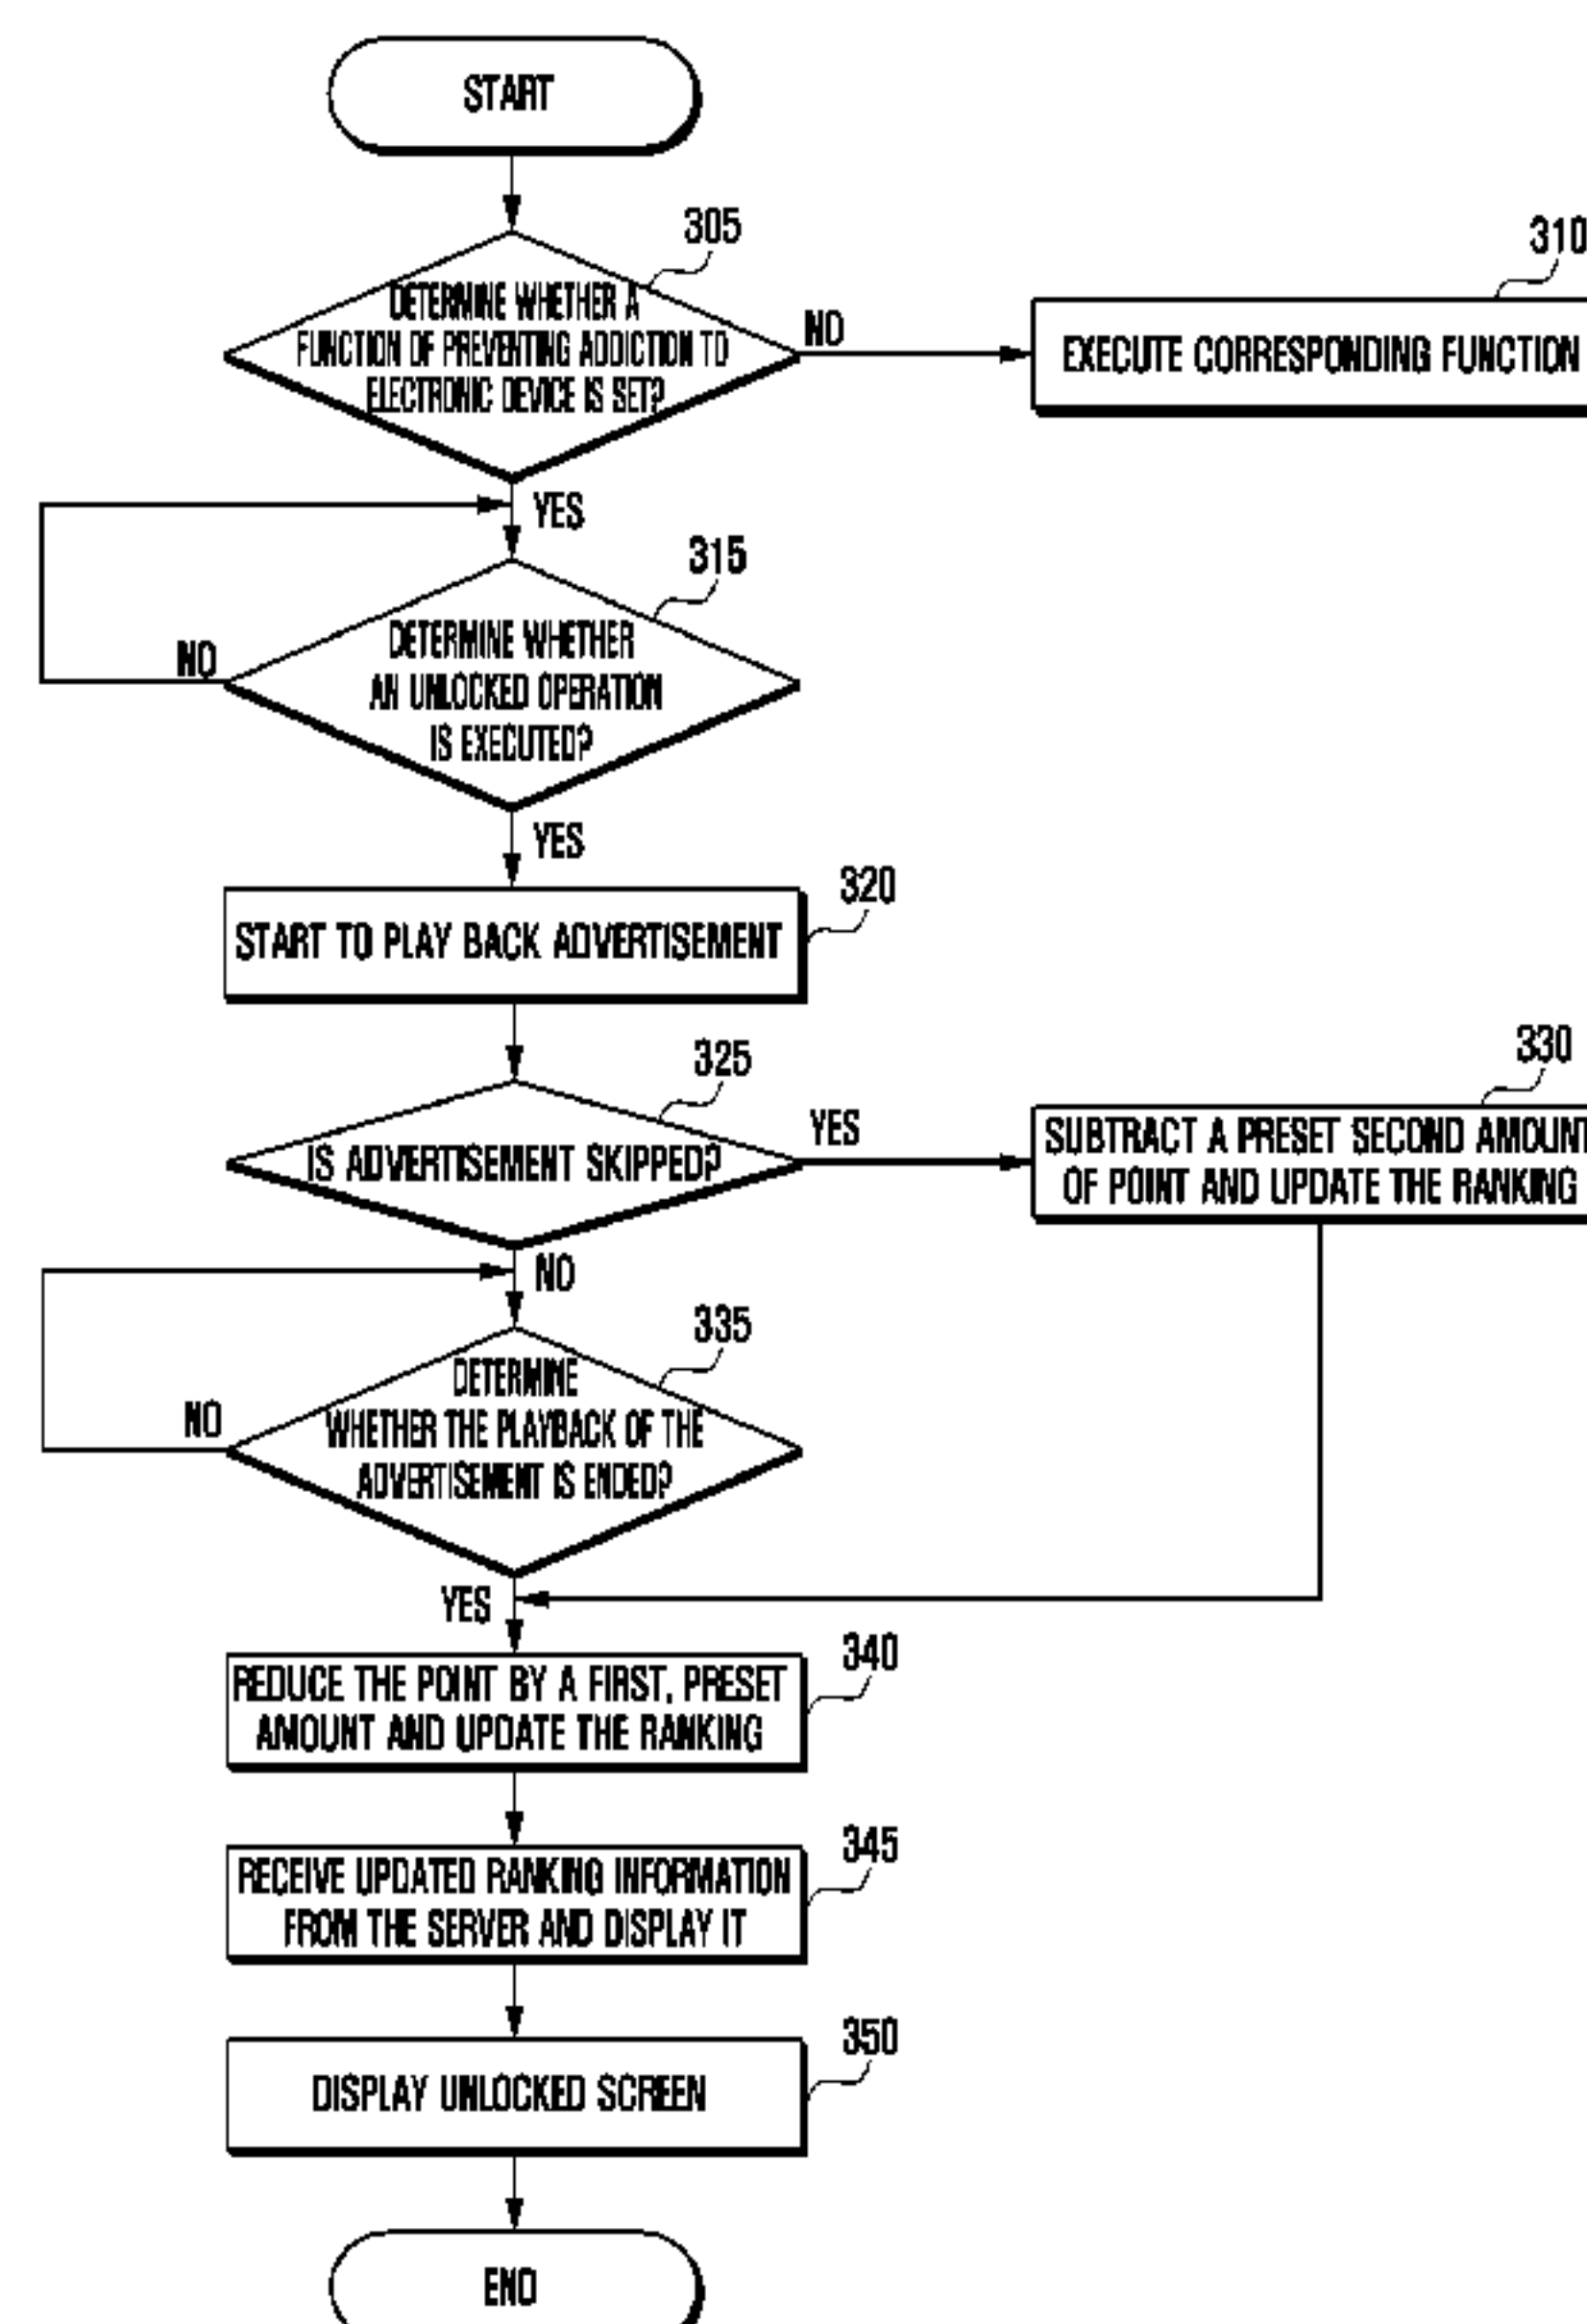 START
305
DETERMINE WHETHER A
FUNCTION OF PREVENTING ADDICTION TO
ELECTRONIC DEVICE IS SET?
NO
310
EXECUTE CORRESPONDING FUNCTION
YES
315
DETERMINE WHETHER
AN UNLOCKED OPERATION
IS EXECUTED?
NO
YES
320
START TO PLAY BACK ADVERTISEMENT
325
IS ADVERTISEMENT SKIPPED?
YES
330
SUBTRACT A PRESET SECOND AMOUNT
OF POINT AND UPDATE THE RANKING
NO
335
DETERMINE
WHETHER THE PLAYBACK OF THE
ADVERTISEMENT IS ENDED?
NO
YES
340
REDUCE THE POINT BY A FIRST, PRESET
AMOUNT AND UPDATE THE RANKING
345
RECEIVE UPDATED RANKING INFORMATION
FROM THE SERVER AND DISPLAY IT
350
DISPLAY UNLOCKED SCREEN
END